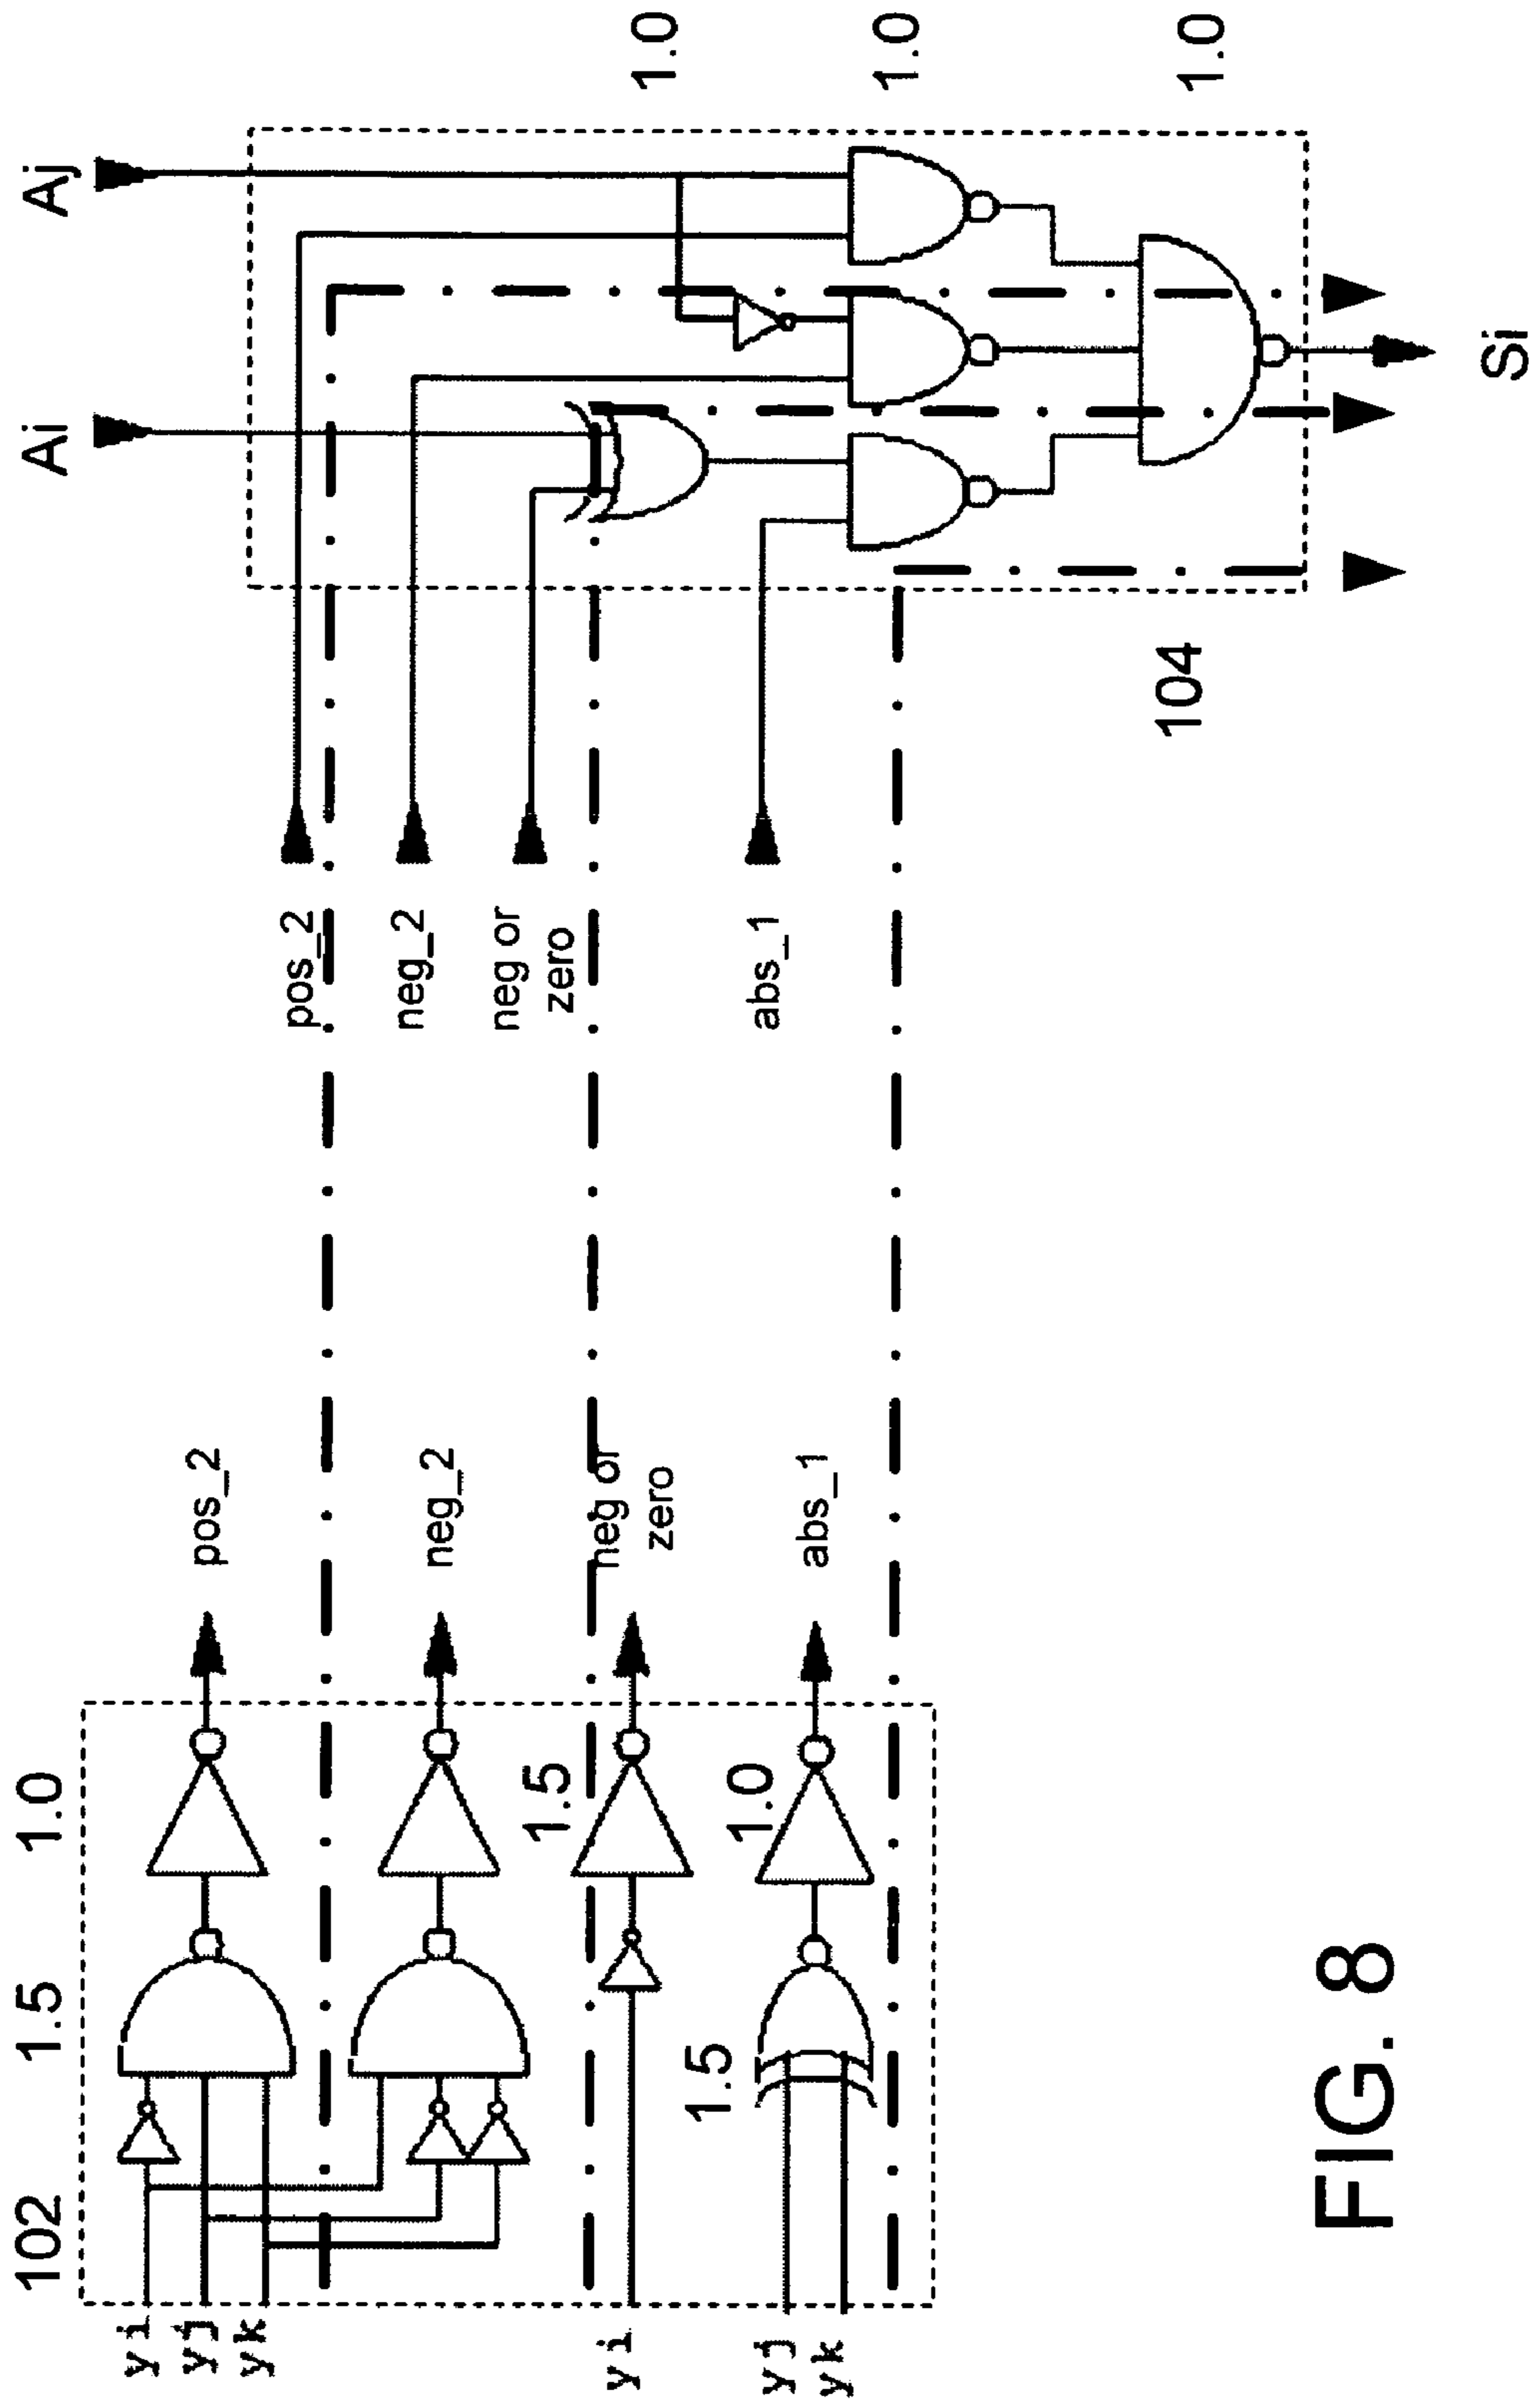 102
1.5
1.0
yi
yj
yk
pos_2
neg_2
yi
1.5
neg or
zero
yj
yk
1.5
1.0
abs_1
pos_2
neg_2
neg or
zero
abs_1
Ai
Aj
1.0
1.0
1.0
104
Si
FIG. 8